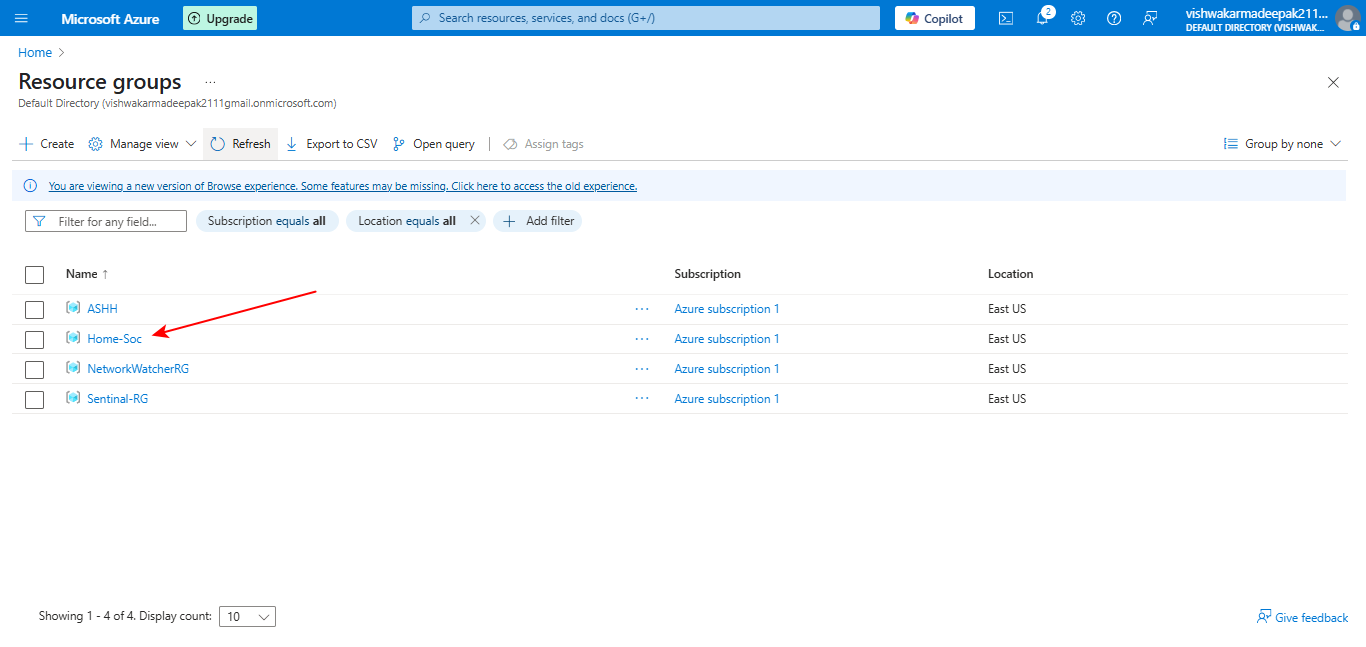 Microsoft Azure Upgrade Search resources, services, and docs (G+/) Copilot 2 vishwakarmadeepak211...
DEFAULT DIRECTORY (VISHWAK...
Home
Resource groups ...
Default Directory (vishwakarmadeepak2111gmail.onmicrosoft.com)
Create Manage view Refresh Export to CSV Open query Assign tags Group by none
You are viewing a new version of Browse experience. Some features may be missing. Click here to access the old experience.
Filter for any field... Subscription equals all Location equals all Add filter
Name ↑ Subscription Location
ASHH ... Azure subscription 1 East US
Home-Soc ... Azure subscription 1 East US
NetworkWatcherRG ... Azure subscription 1 East US
Sentinal-RG ... Azure subscription 1 East US
Showing 1 - 4 of 4. Display count: 10 Give feedback